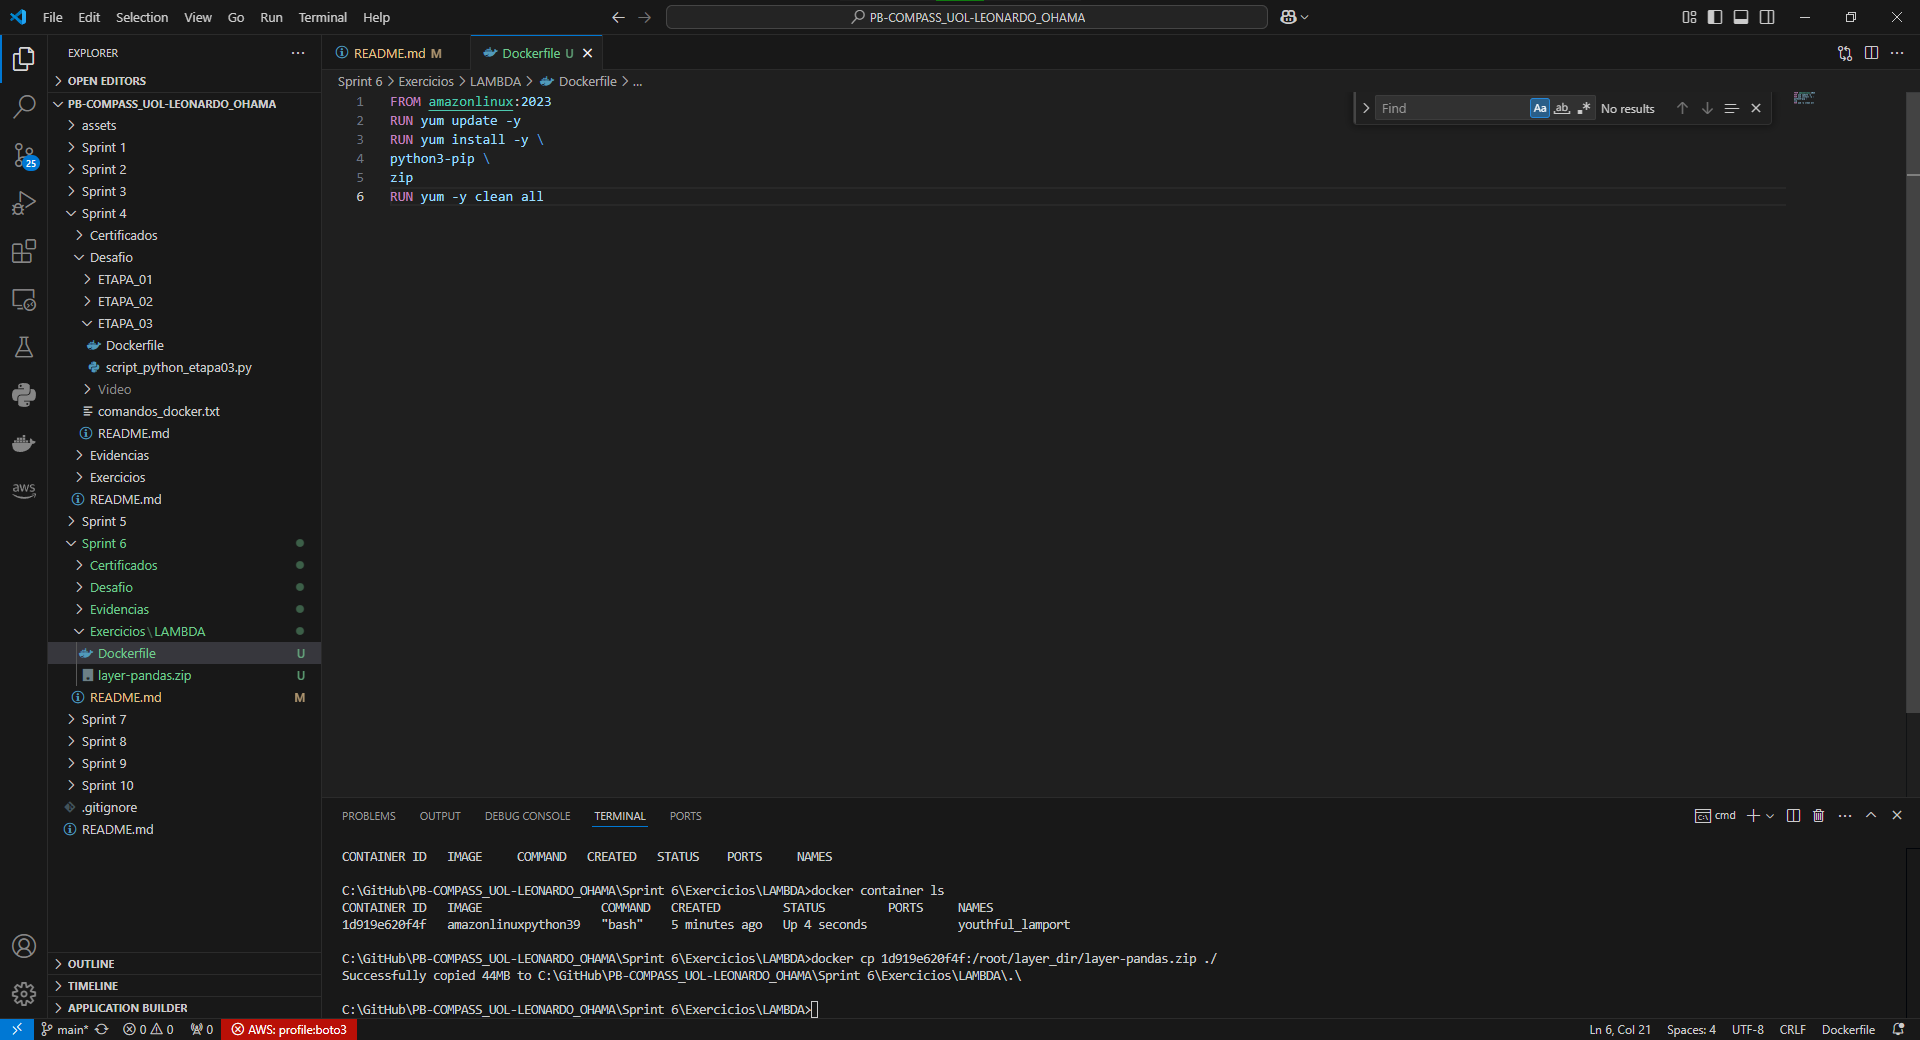 File Edit Selection View Go Run Terminal Help
PB-COMPASS_UOL-LEONARDO_OHAMA
EXPLORER
OPEN EDITORS
PB-COMPASS_UOL-LEONARDO_OHAMA
assets
Sprint 1
Sprint 2
Sprint 3
Sprint 4
Certificados
Desafio
ETAPA_01
ETAPA_02
ETAPA_03
Dockerfile
script_python_etapa03.py
Video
comandos_docker.txt
README.md
Evidencias
Exercicios
README.md
Sprint 5
Sprint 6
Certificados
Desafio
Evidencias
Exercicios\LAMBDA
Dockerfile U
layer-pandas.zip U
README.md M
Sprint 7
Sprint 8
Sprint 9
Sprint 10
.gitignore
README.md
OUTLINE
TIMELINE
APPLICATION BUILDER
25
aws
README.md M Dockerfile U
Sprint 6 > Exercicios > LAMBDA > Dockerfile > ...
Find Aa ab No results
1 FROM amazonlinux:2023
2 RUN yum update -y
3 RUN yum install -y \
4 python3-pip \
5 zip
6 RUN yum -y clean all
PROBLEMS OUTPUT DEBUG CONSOLE TERMINAL PORTS
cmd
CONTAINER ID IMAGE COMMAND CREATED STATUS PORTS NAMES
C:\GitHub\PB-COMPASS_UOL-LEONARDO_OHAMA\Sprint 6\Exercicios\LAMBDA>docker container ls
CONTAINER ID IMAGE COMMAND CREATED STATUS PORTS NAMES
1d919e620f4f amazonlinuxpython39 "bash" 5 minutes ago Up 4 seconds youthful_lamport
C:\GitHub\PB-COMPASS_UOL-LEONARDO_OHAMA\Sprint 6\Exercicios\LAMBDA>docker cp 1d919e620f4f:/root/layer_dir/layer-pandas.zip ./
Successfully copied 44MB to C:\GitHub\PB-COMPASS_UOL-LEONARDO_OHAMA\Sprint 6\Exercicios\LAMBDA\.\
C:\GitHub\PB-COMPASS_UOL-LEONARDO_OHAMA\Sprint 6\Exercicios\LAMBDA>
main* 0 0 0 AWS: profile:boto3 Ln 6, Col 21 Spaces: 4 UTF-8 CRLF Dockerfile